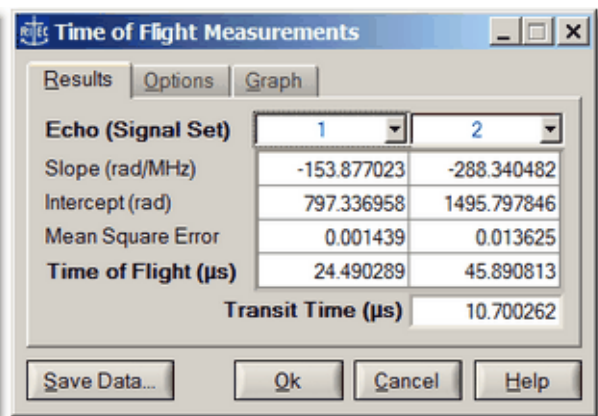 RITEC Time of Flight Measurements
Results Options Graph
Echo (Signal Set) 1 2
Slope (rad/MHz) -153.877023 -288.340482
Intercept (rad) 797.336958 1495.797846
Mean Square Error 0.001439 0.013625
Time of Flight (µs) 24.490289 45.890813
Transit Time (µs) 10.700262
Save Data... Ok Cancel Help